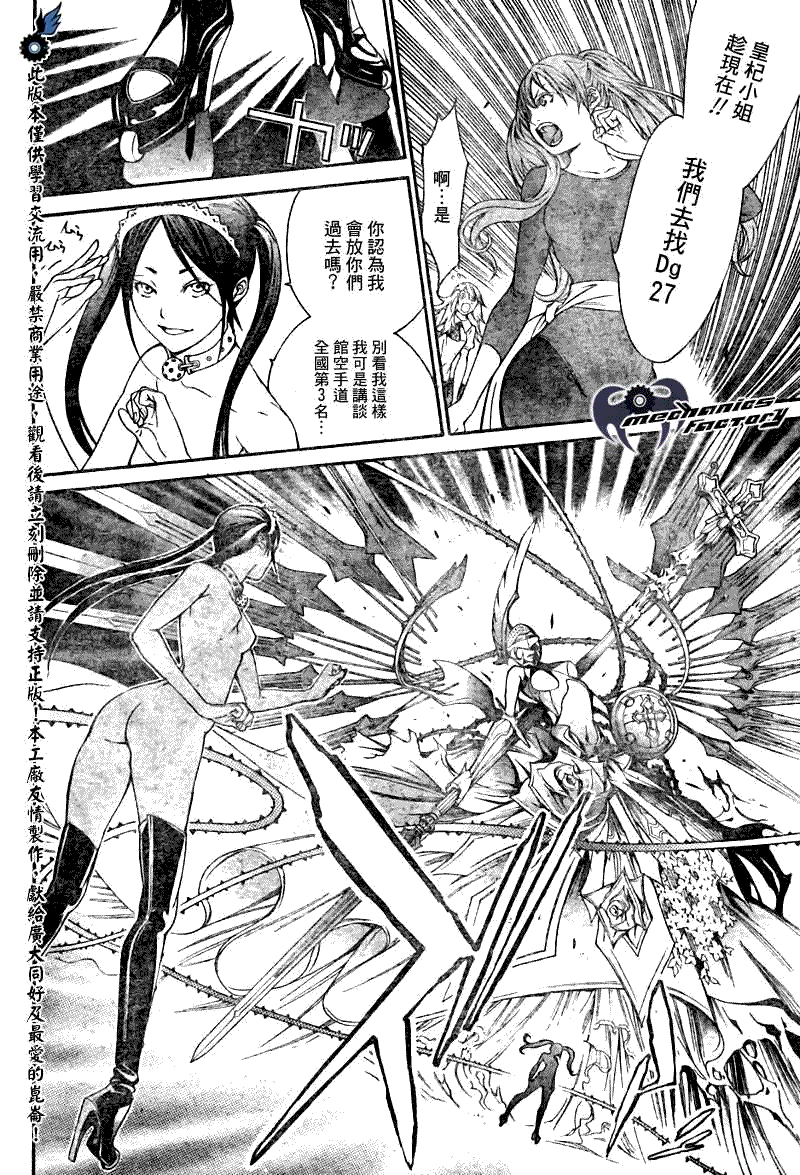 皇杞小姐
趁現在!!
我們去找
Dg
27
啊…是
ガッ!!
你認為我
會放你們
過去嗎?
別看我這樣
我可是講談
館空手道
全國第3名…
mechanics
factory
此版本僅供學習交流用!嚴禁商業用途!觀看後請立刻刪除並請支持正版!本工廠友情製作!獻給廣大同好及最愛的崑崙!